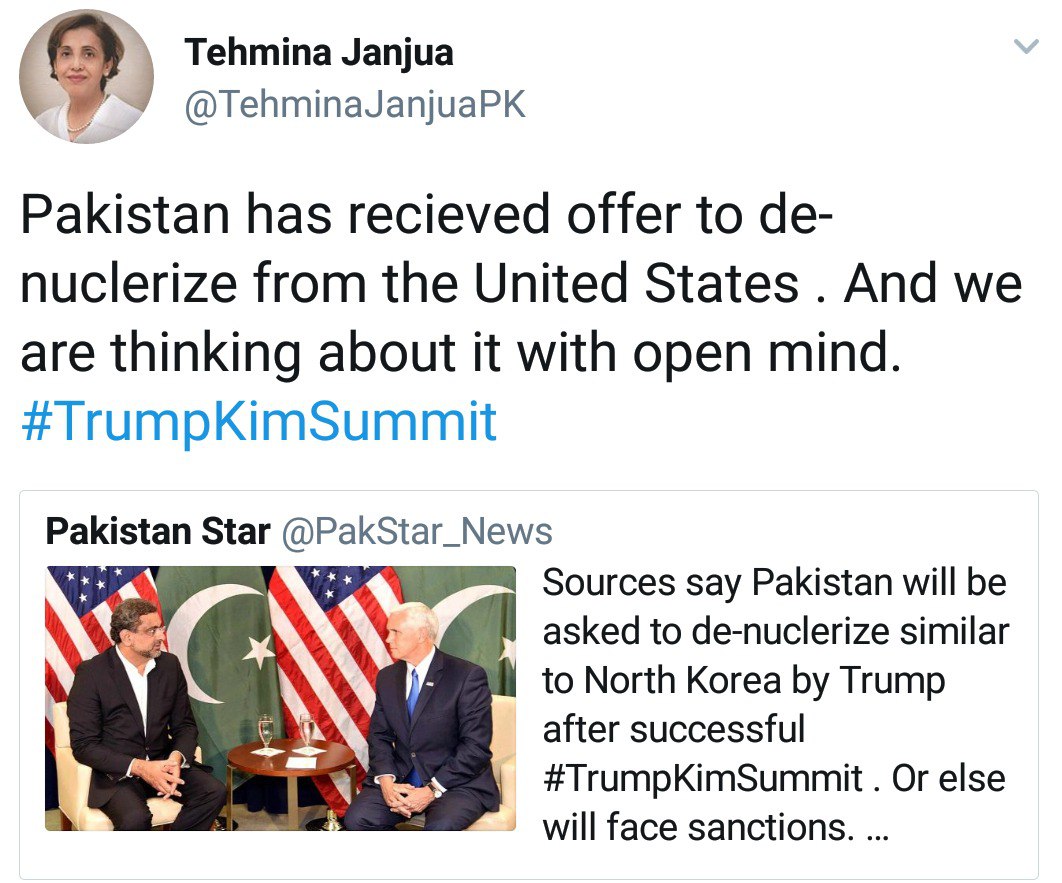 Tehmina Janjua
@TehminaJanjuaPK
Pakistan has recieved offer to de-
nuclerize from the United States . And we
are thinking about it with open mind.
#TrumpKimSummit
Pakistan Star @PakStar_News
Sources say Pakistan will be
asked to de-nuclerize similar
to North Korea by Trump
after successful
#TrumpKimSummit . Or else
will face sanctions. ...